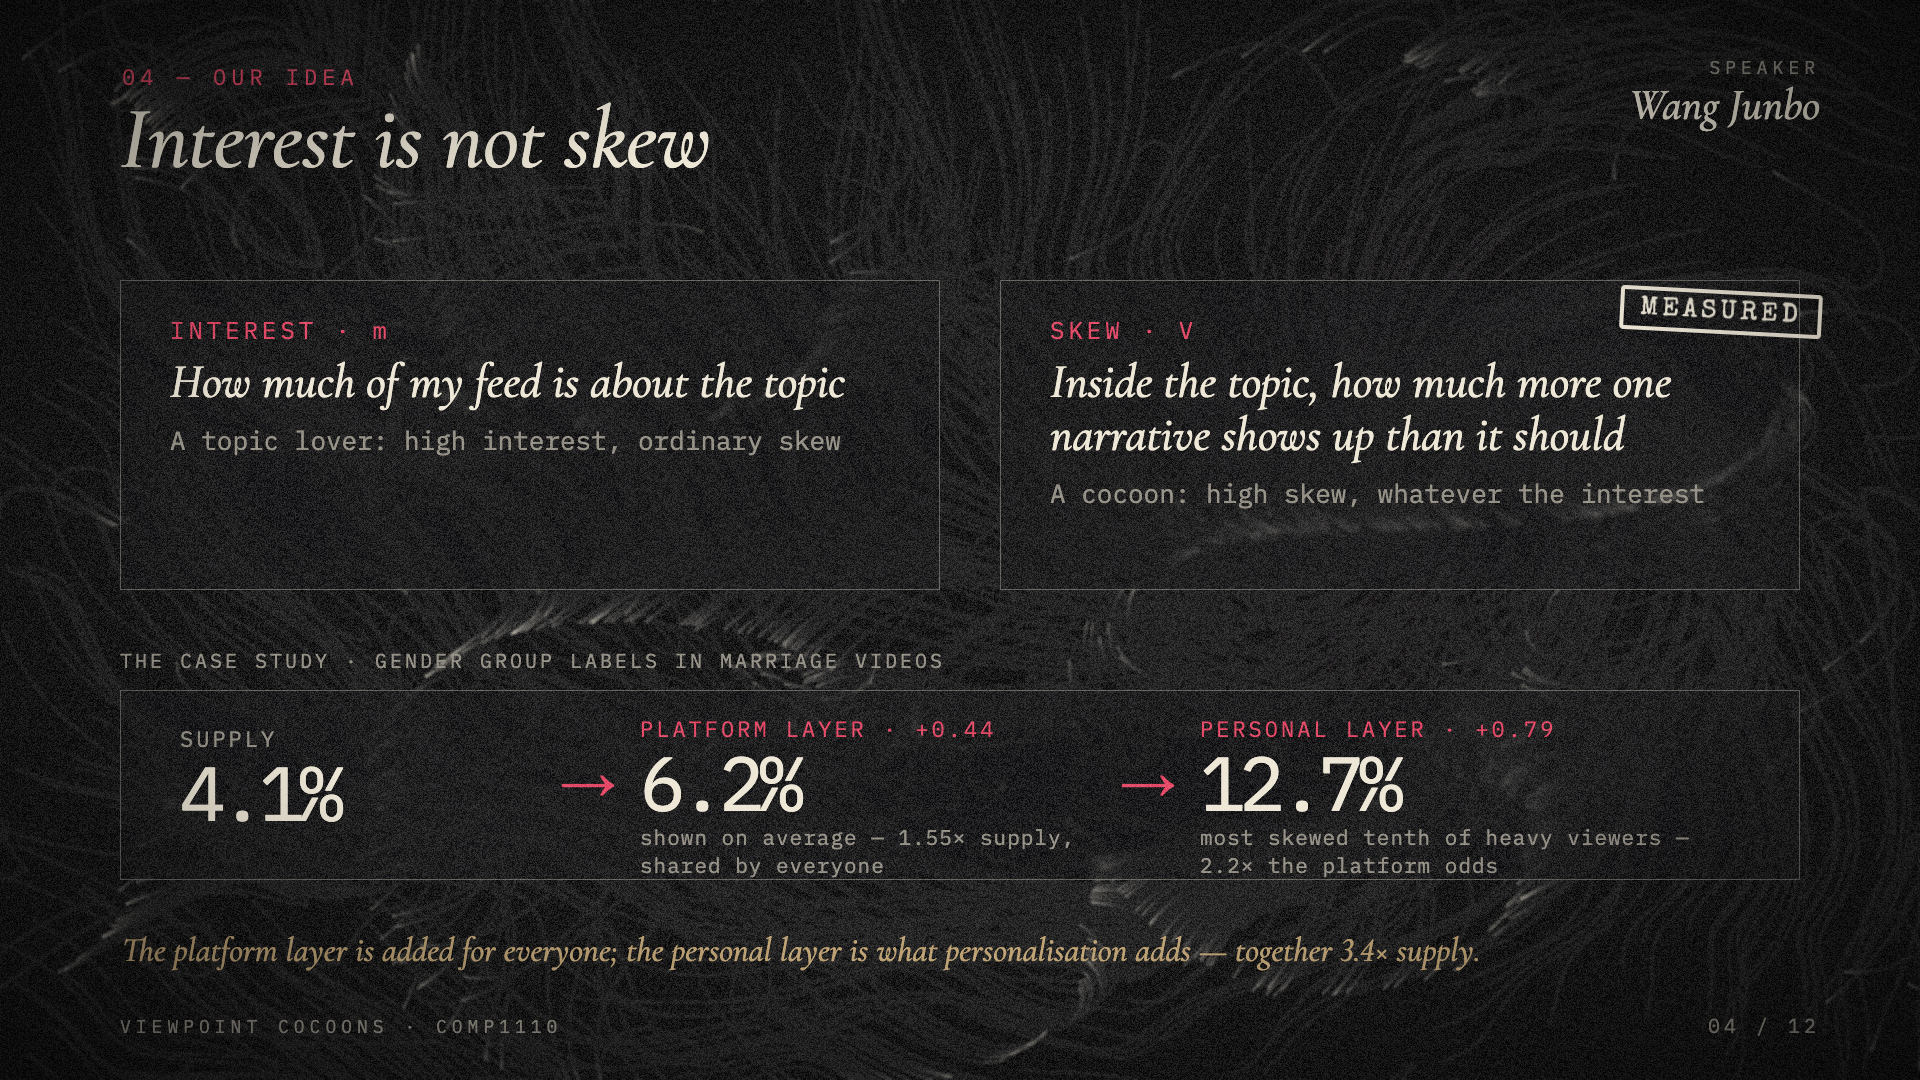 04 — OUR IDEA
Interest is not skew
SPEAKER
Wang Junbo
INTEREST · m
How much of my feed is about the topic
A topic lover: high interest, ordinary skew
MEASURED
SKEW · V
Inside the topic, how much more one
narrative shows up than it should
A cocoon: high skew, whatever the interest
THE CASE STUDY · GENDER GROUP LABELS IN MARRIAGE VIDEOS
SUPPLY
4.1%
→
PLATFORM LAYER · +0.44
6.2%
shown on average — 1.55× supply,
shared by everyone
→
PERSONAL LAYER · +0.79
12.7%
most skewed tenth of heavy viewers —
2.2× the platform odds
The platform layer is added for everyone; the personal layer is what personalisation adds — together 3.4× supply.
VIEWPOINT COCOONS · COMP1110
04 / 12